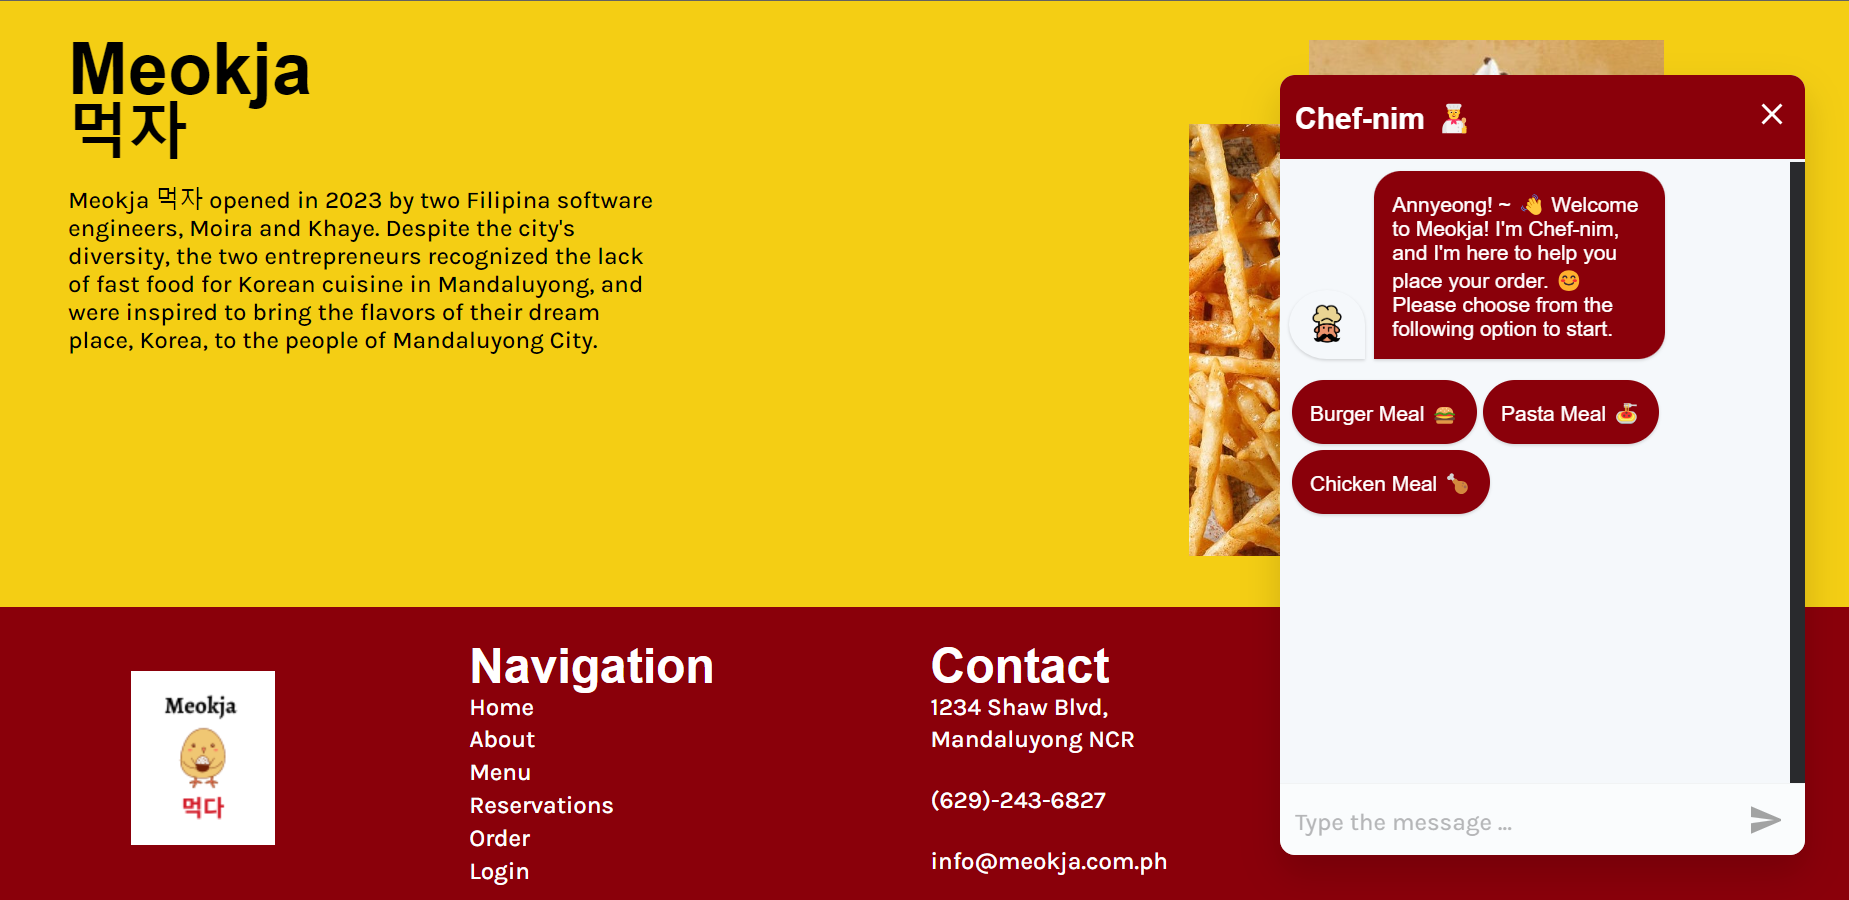 Meokja
먹자
Meokja 먹자 opened in 2023 by two Filipina software
engineers, Moira and Khaye. Despite the city's
diversity, the two entrepreneurs recognized the lack
of fast food for Korean cuisine in Mandaluyong, and
were inspired to bring the flavors of their dream
place, Korea, to the people of Mandaluyong City.
Chef-nim 👨‍🍳
Annyeong! ~ 👋 Welcome
to Meokja! I'm Chef-nim,
and I'm here to help you
place your order. 😊
Please choose from the
following option to start.
Burger Meal 🍔
Pasta Meal 🍝
Chicken Meal 🍗
Type the message ...
Meokja
먹다
Navigation
Home
About
Menu
Reservations
Order
Login
Contact
1234 Shaw Blvd,
Mandaluyong NCR
(629)-243-6827
info@meokja.com.ph